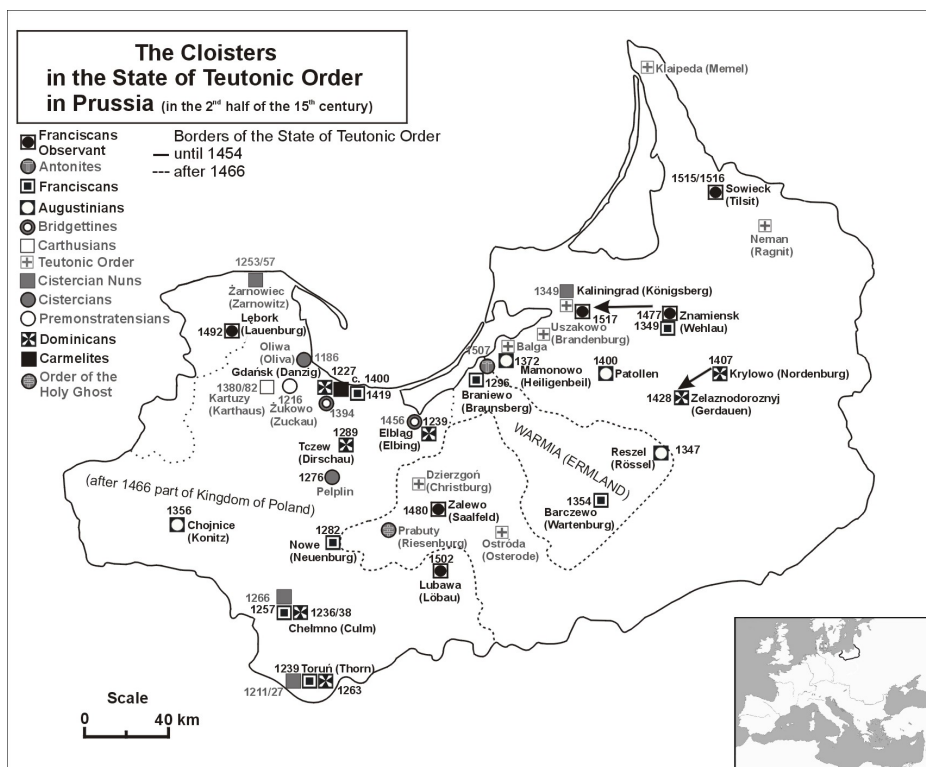 The Cloisters
in the State of Teutonic Order
in Prussia (in the 2nd half of the 15th century)
Franciscans
Observant
Antonites
Franciscans
Augustinians
Bridgettines
Carthusians
Teutonic Order
Cistercian Nuns
Cistercians
Premonstratensians
Dominicans
Carmelites
Order of the
Holy Ghost
Borders of the State of Teutonic Order
until 1454
after 1466
Klaipeda (Memel)
1515/1516
Sowieck
(Tilsit)
Neman
(Ragnit)
1253/57
Żarnowiec
(Zarnowitz)
Lębork
1492 (Lauenburg)
Oliwa
(Oliva) 1186
Gdańsk (Danzig) 1227
c. 1400
1419
1380/82
Kartuzy
(Karthaus)
1216
Żukowo
(Zuckau)
1394
1349 Kaliningrad (Königsberg)
1517
1477
1349
Znamiensk
(Wehlau)
Uszakowo
(Brandenburg)
Balga
1507
1372
Mamonowo
(Heiligenbeil)
1296
Braniewo
(Braunsberg)
1400
Patollen
1407
Krylowo (Nordenburg)
1428 Zelaznodoroznyj
(Gerdauen)
1456 1239
Elbląg
(Elbing)
1289
Tczew
(Dirschau)
1276
Pelplin
WARMIA (ERMLAND)
Reszel 1347
(Rössel)
1354
Barczewo
(Wartenburg)
Dzierzgoń
(Christburg)
1480 Zalewo
(Saalfeld)
(after 1466 part of Kingdom of Poland)
1356
Chojnice
(Konitz)
1282
Nowe
(Neuenburg)
Prabuty
(Riesenburg)
Ostróda
(Osterode)
1502
Lubawa
(Löbau)
1266
1257 1236/38
Chelmno (Culm)
1239 Toruń (Thorn)
1211/27 1263
Scale
0 40 km